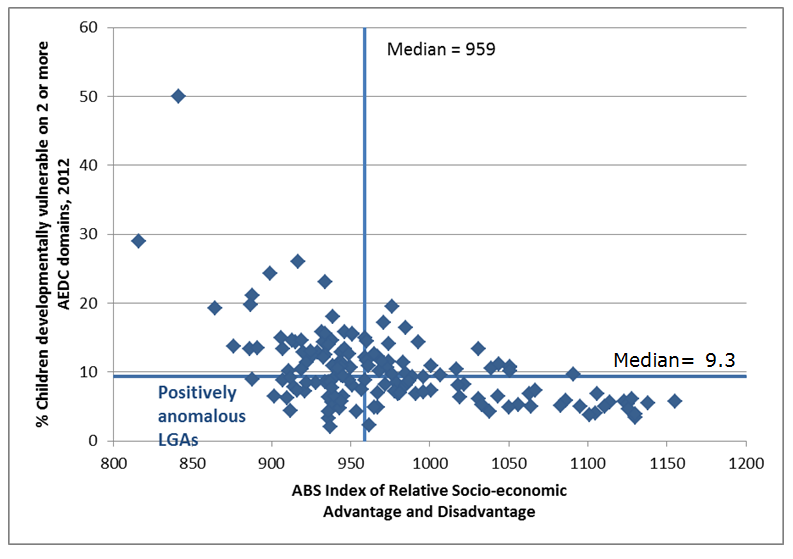 % Children developmentally vulnerable on 2 or more
AEDC domains, 2012
60
50
40
30
20
10
0
Median = 959
Median= 9.3
Positively
anomalous
LGAs
800 850 900 950 1000 1050 1100 1150 1200
ABS Index of Relative Socio-economic
Advantage and Disadvantage